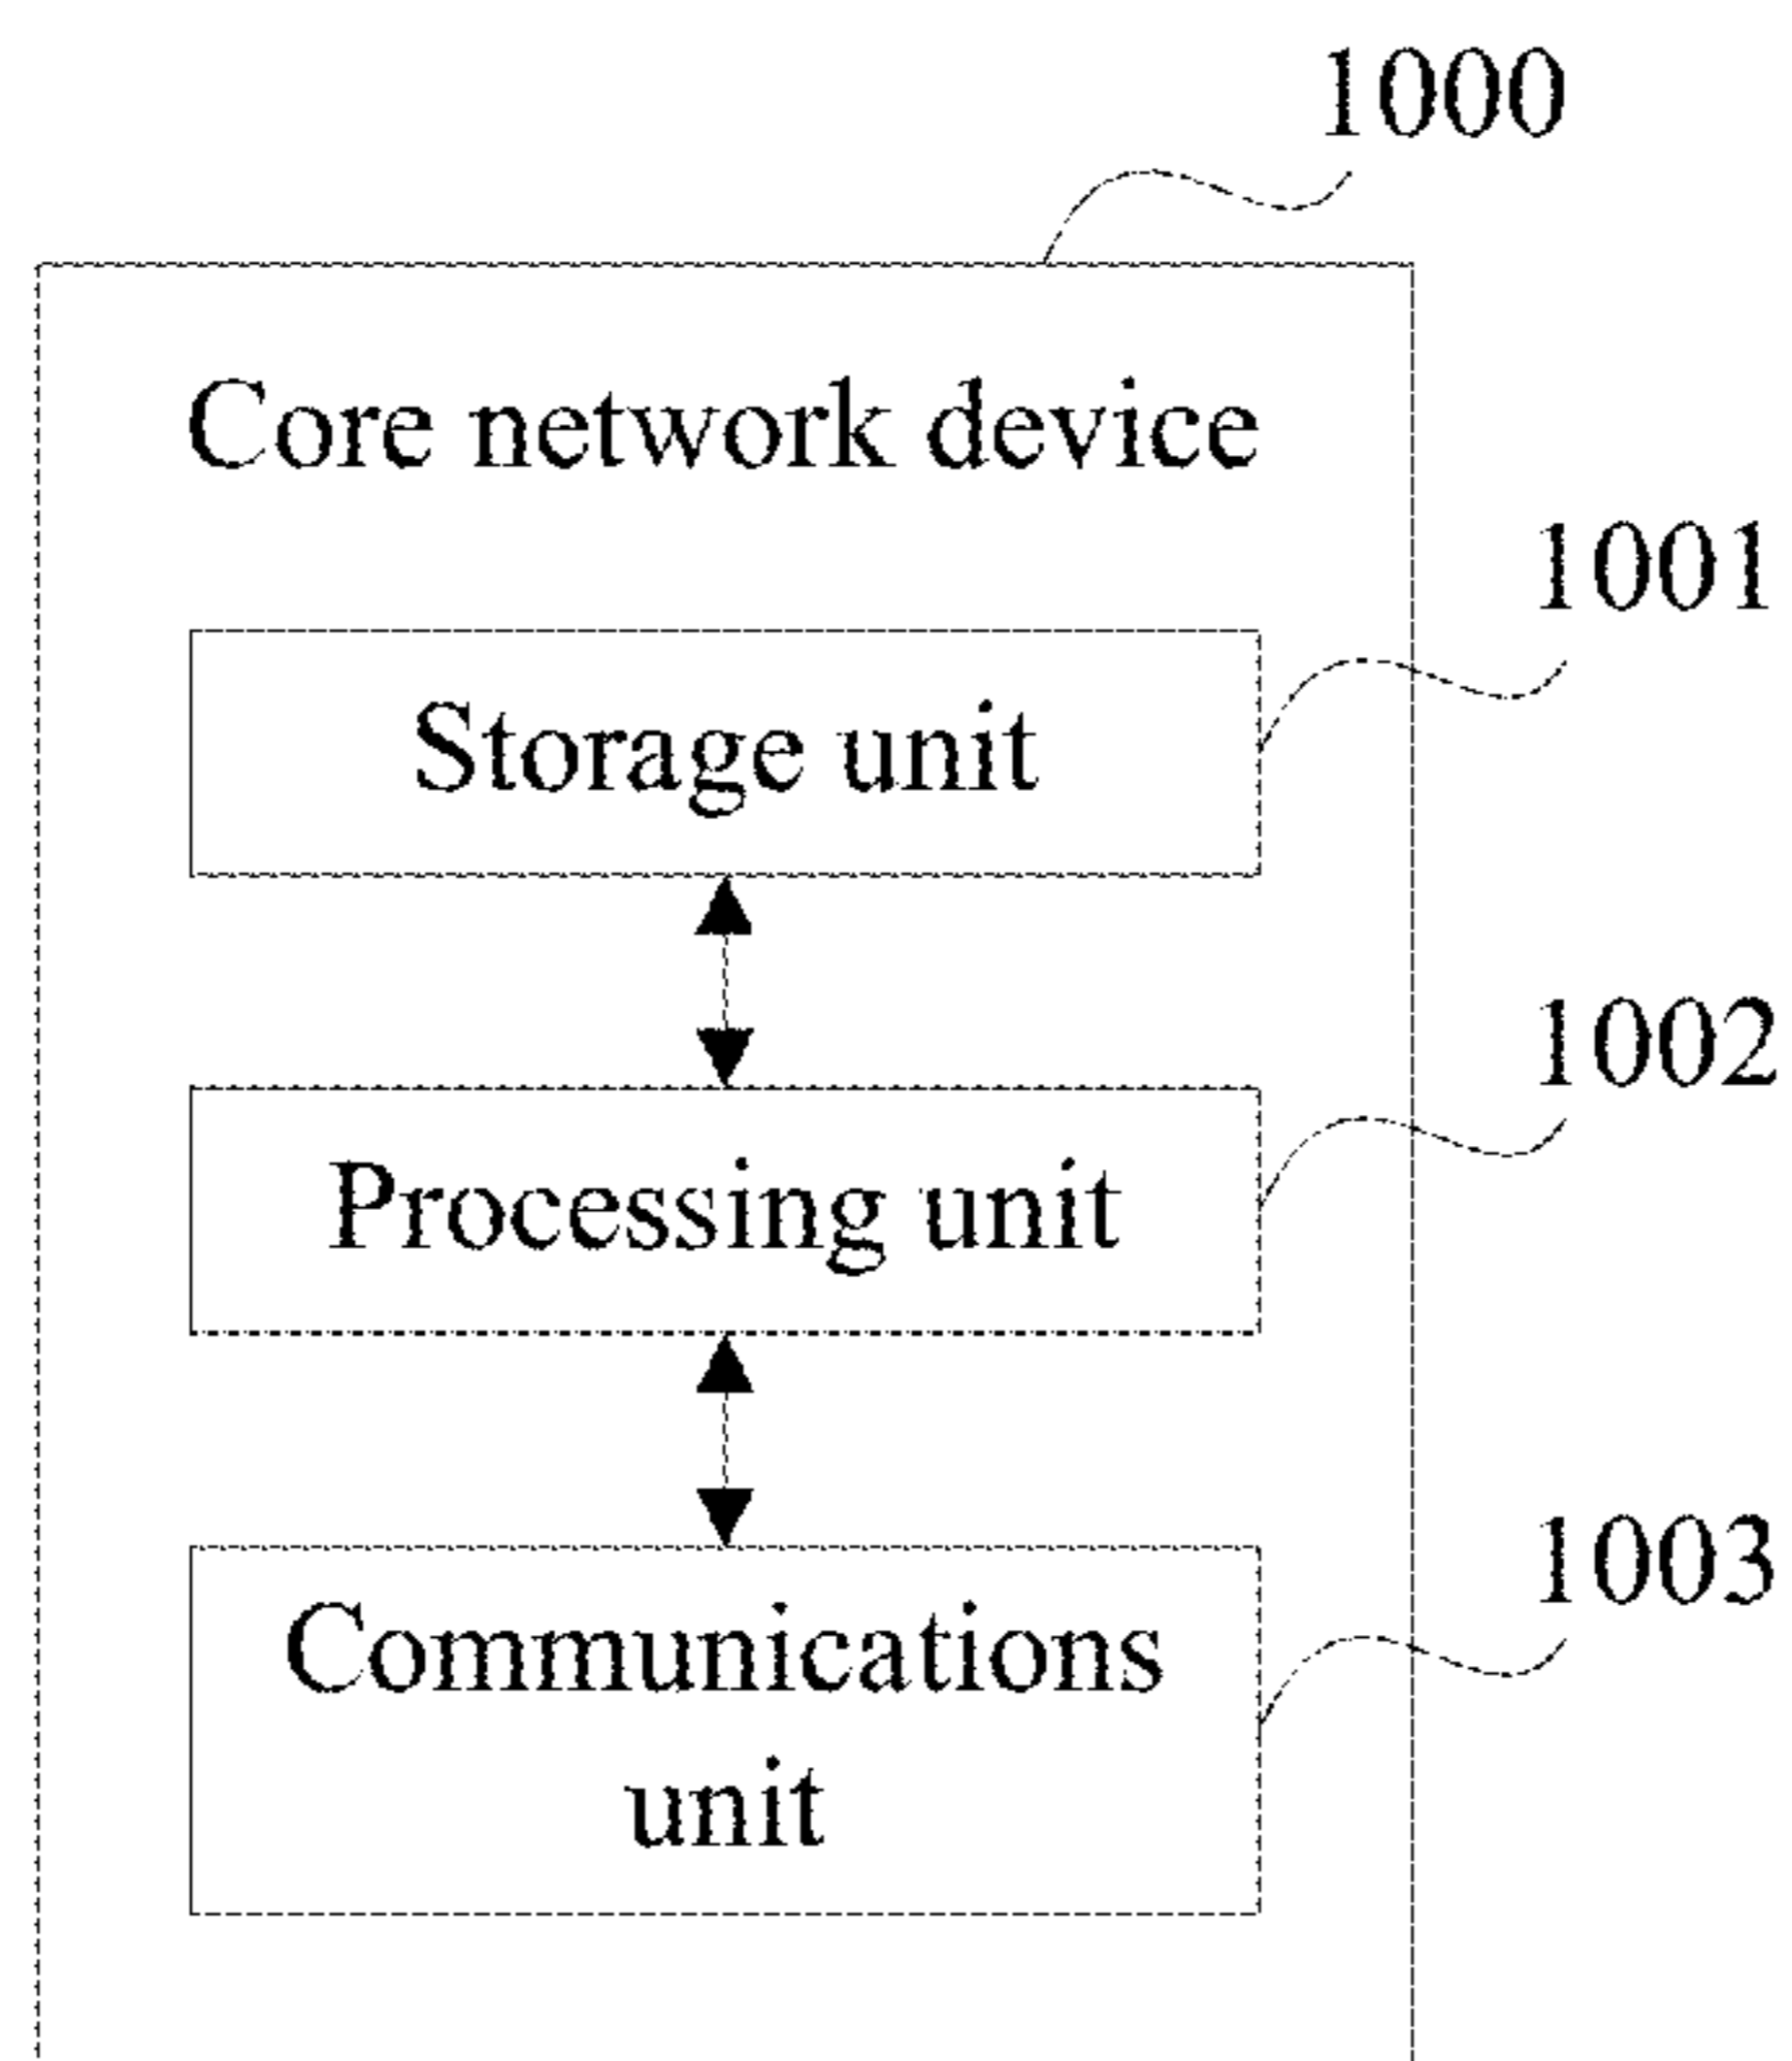 1000
Core network device
1001
Storage unit
1002
Processing unit
1003
Communications
unit